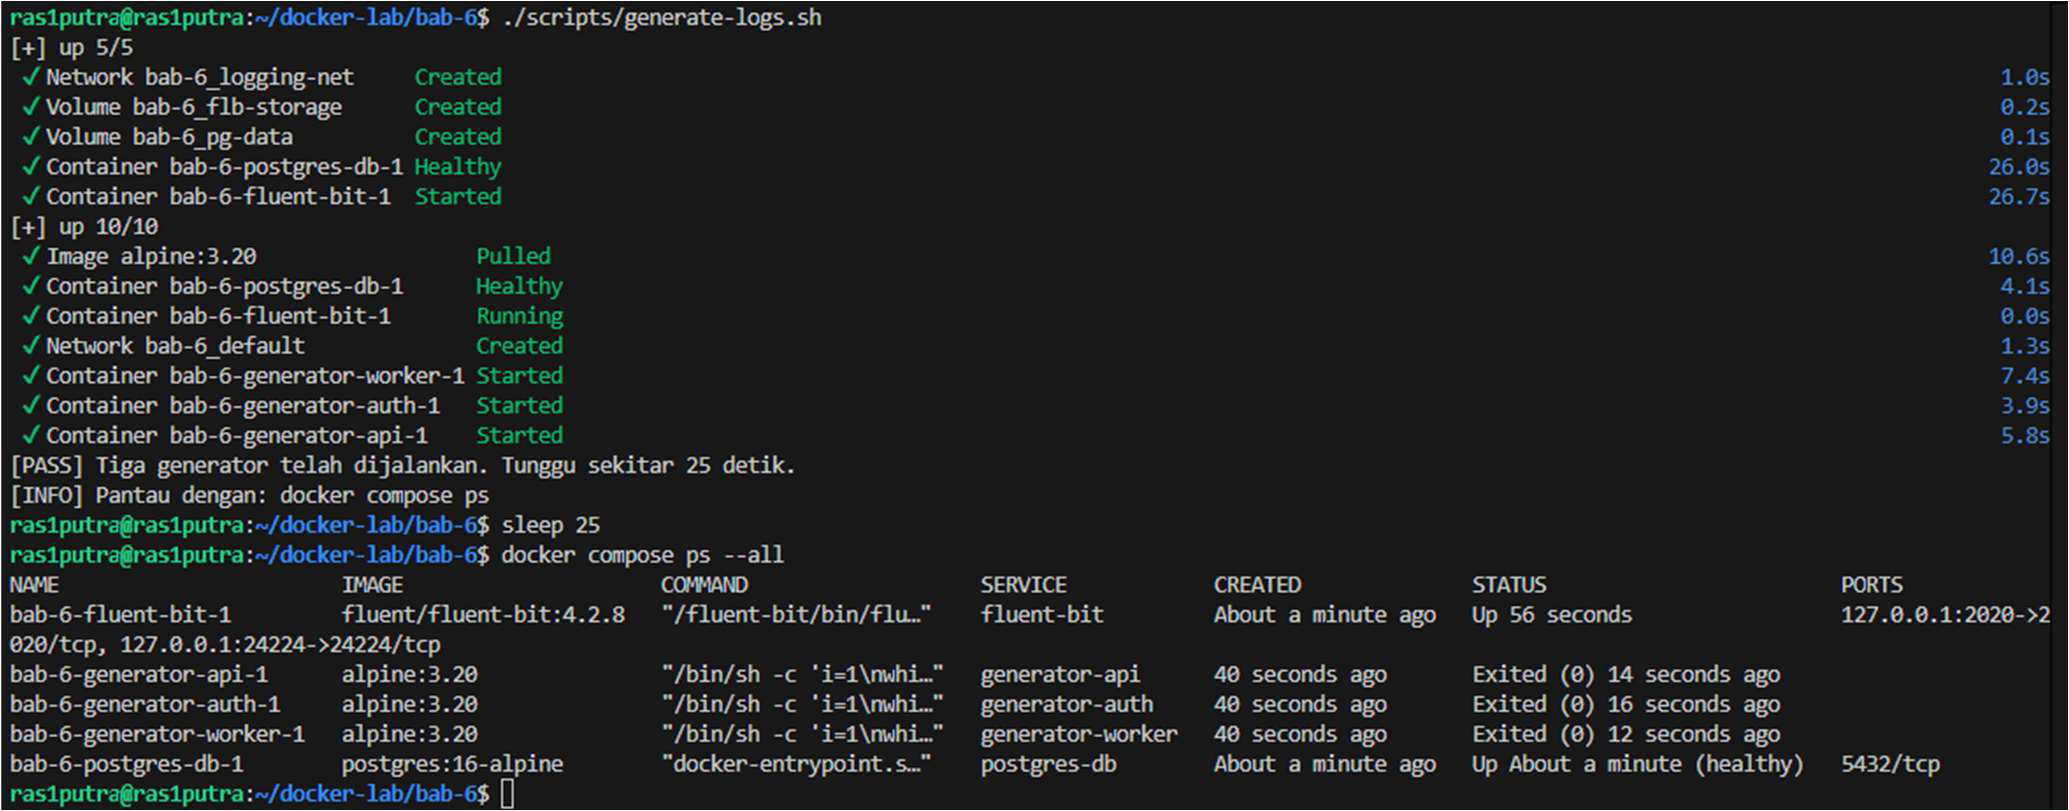 ras1putra@ras1putra:~/docker-lab/bab-6$ ./scripts/generate-logs.sh
[+] up 5/5
✓ Network bab-6_logging-net Created 1.0s
✓ Volume bab-6_flb-storage Created 0.2s
✓ Volume bab-6_pg-data Created 0.1s
✓ Container bab-6-postgres-db-1 Healthy 26.0s
✓ Container bab-6-fluent-bit-1 Started 26.7s
[+] up 10/10
✓ Image alpine:3.20 Pulled 10.6s
✓ Container bab-6-postgres-db-1 Healthy 4.1s
✓ Container bab-6-fluent-bit-1 Running 0.0s
✓ Network bab-6_default Created 1.3s
✓ Container bab-6-generator-worker-1 Started 7.4s
✓ Container bab-6-generator-auth-1 Started 3.9s
✓ Container bab-6-generator-api-1 Started 5.8s
[PASS] Tiga generator telah dijalankan. Tunggu sekitar 25 detik.
[INFO] Pantau dengan: docker compose ps
ras1putra@ras1putra:~/docker-lab/bab-6$ sleep 25
ras1putra@ras1putra:~/docker-lab/bab-6$ docker compose ps --all
NAME IMAGE COMMAND SERVICE CREATED STATUS PORTS
bab-6-fluent-bit-1 fluent/fluent-bit:4.2.8 "/fluent-bit/bin/flu…" fluent-bit About a minute ago Up 56 seconds 127.0.0.1:2020->2
020/tcp, 127.0.0.1:24224->24224/tcp
bab-6-generator-api-1 alpine:3.20 "/bin/sh -c 'i=1\nwhi…" generator-api 40 seconds ago Exited (0) 14 seconds ago
bab-6-generator-auth-1 alpine:3.20 "/bin/sh -c 'i=1\nwhi…" generator-auth 40 seconds ago Exited (0) 16 seconds ago
bab-6-generator-worker-1 alpine:3.20 "/bin/sh -c 'i=1\nwhi…" generator-worker 40 seconds ago Exited (0) 12 seconds ago
bab-6-postgres-db-1 postgres:16-alpine "docker-entrypoint.s…" postgres-db About a minute ago Up About a minute (healthy) 5432/tcp
ras1putra@ras1putra:~/docker-lab/bab-6$